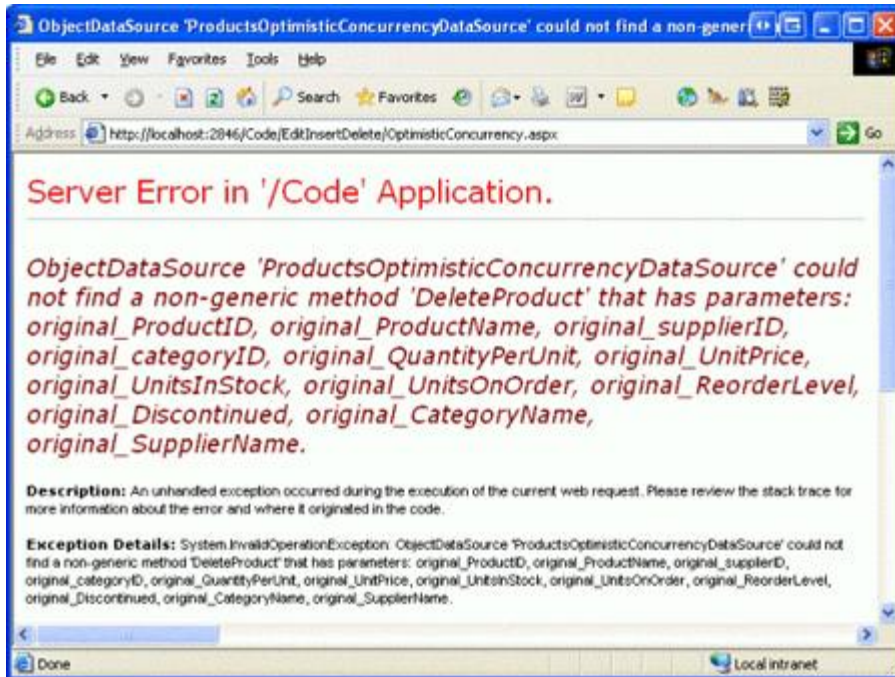 ObjectDataSource 'ProductsOptimisticConcurrencyDataSource' could not find a non-gener
File Edit View Favorites Tools Help
Back Search Favorites
Address http://localhost:2846/Code/EditInsertDelete/OptimisticConcurrency.aspx Go
Server Error in '/Code' Application.
ObjectDataSource 'ProductsOptimisticConcurrencyDataSource' could
not find a non-generic method 'DeleteProduct' that has parameters:
original_ProductID, original_ProductName, original_supplierID,
original_categoryID, original_QuantityPerUnit, original_UnitPrice,
original_UnitsInStock, original_UnitsOnOrder, original_ReorderLevel,
original_Discontinued, original_CategoryName,
original_SupplierName.
Description: An unhandled exception occurred during the execution of the current web request. Please review the stack trace for
more information about the error and where it originated in the code.
Exception Details: System.InvalidOperationException: ObjectDataSource 'ProductsOptimisticConcurrencyDataSource' could not
find a non-generic method 'DeleteProduct' that has parameters: original_ProductID, original_ProductName, original_supplierID,
original_categoryID, original_QuantityPerUnit, original_UnitPrice, original_UnitsInStock, original_UnitsOnOrder, original_ReorderLevel,
original_Discontinued, original_CategoryName, original_SupplierName.
Done Local intranet